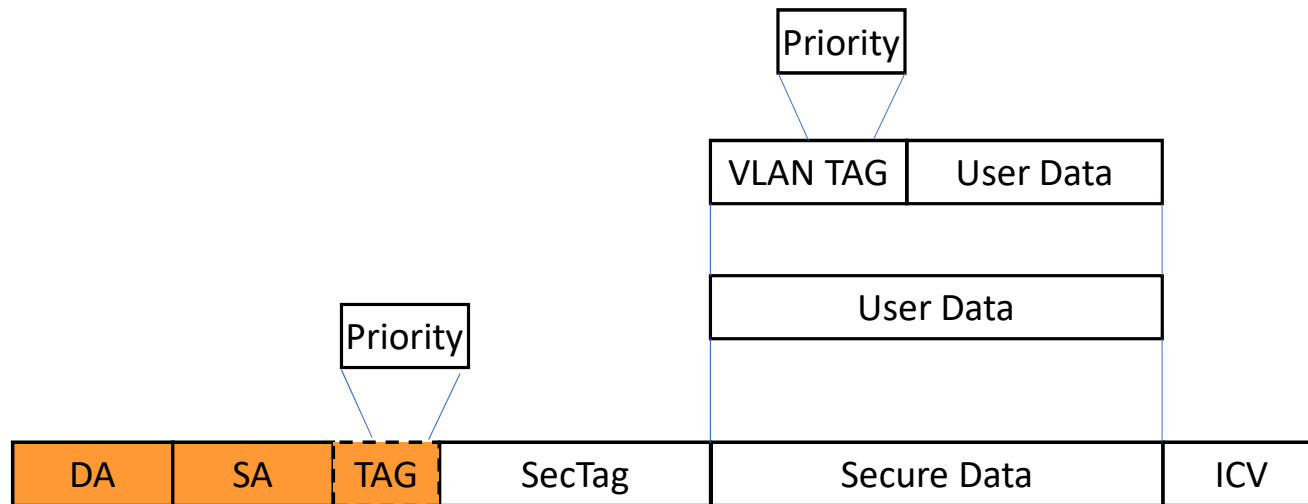 Priority
VLAN TAG User Data
User Data
Priority
DA SA TAG SecTag Secure Data ICV